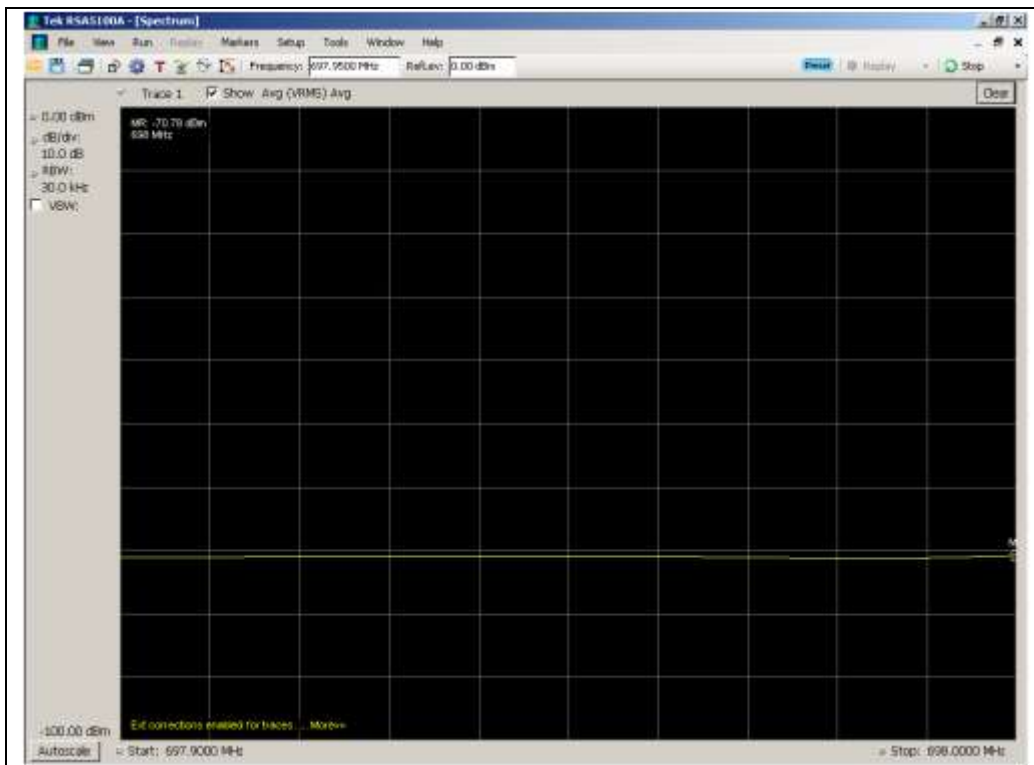 Tek RSA5100A - [Spectrum]
File View Run Replay Markers Setup Tools Window Help
Frequency: 697.9500 MHz RefLev: 0.00 dBm Preset Replay Stop
Trace 1 Show Avg (VRMS) Avg Clear
0.00 dBm
dB/div:
10.0 dB
RBW:
30.0 kHz
VBW:
MR: -70.78 dBm
698 MHz
M
Ext corrections enabled for traces ... More>>
-100.00 dBm
Autoscale Start: 697.9000 MHz Stop: 698.0000 MHz